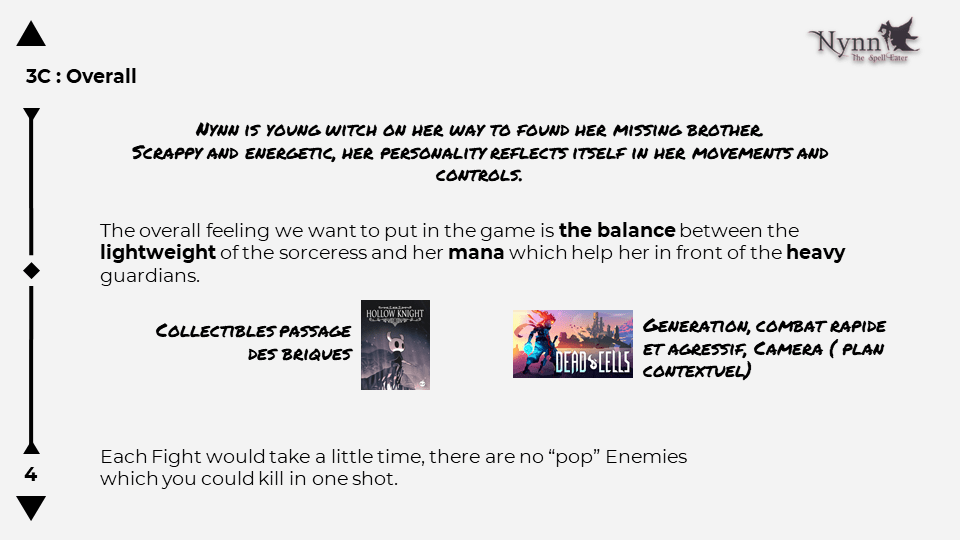 Nynn
The Spell-Eater
3C : Overall
Nynn is young witch on her way to found her missing brother.
Scrappy and energetic, her personality reflects itself in her movements and
controls.
The overall feeling we want to put in the game is the balance between the
lightweight of the sorceress and her mana which help her in front of the heavy
guardians.
Collectibles passage
des briques
HOLLOW KNIGHT
DEAD CELLS
Generation, combat rapide
et agressif, Camera ( plan
contextuel)
Each Fight would take a little time, there are no “pop” Enemies
which you could kill in one shot.
4